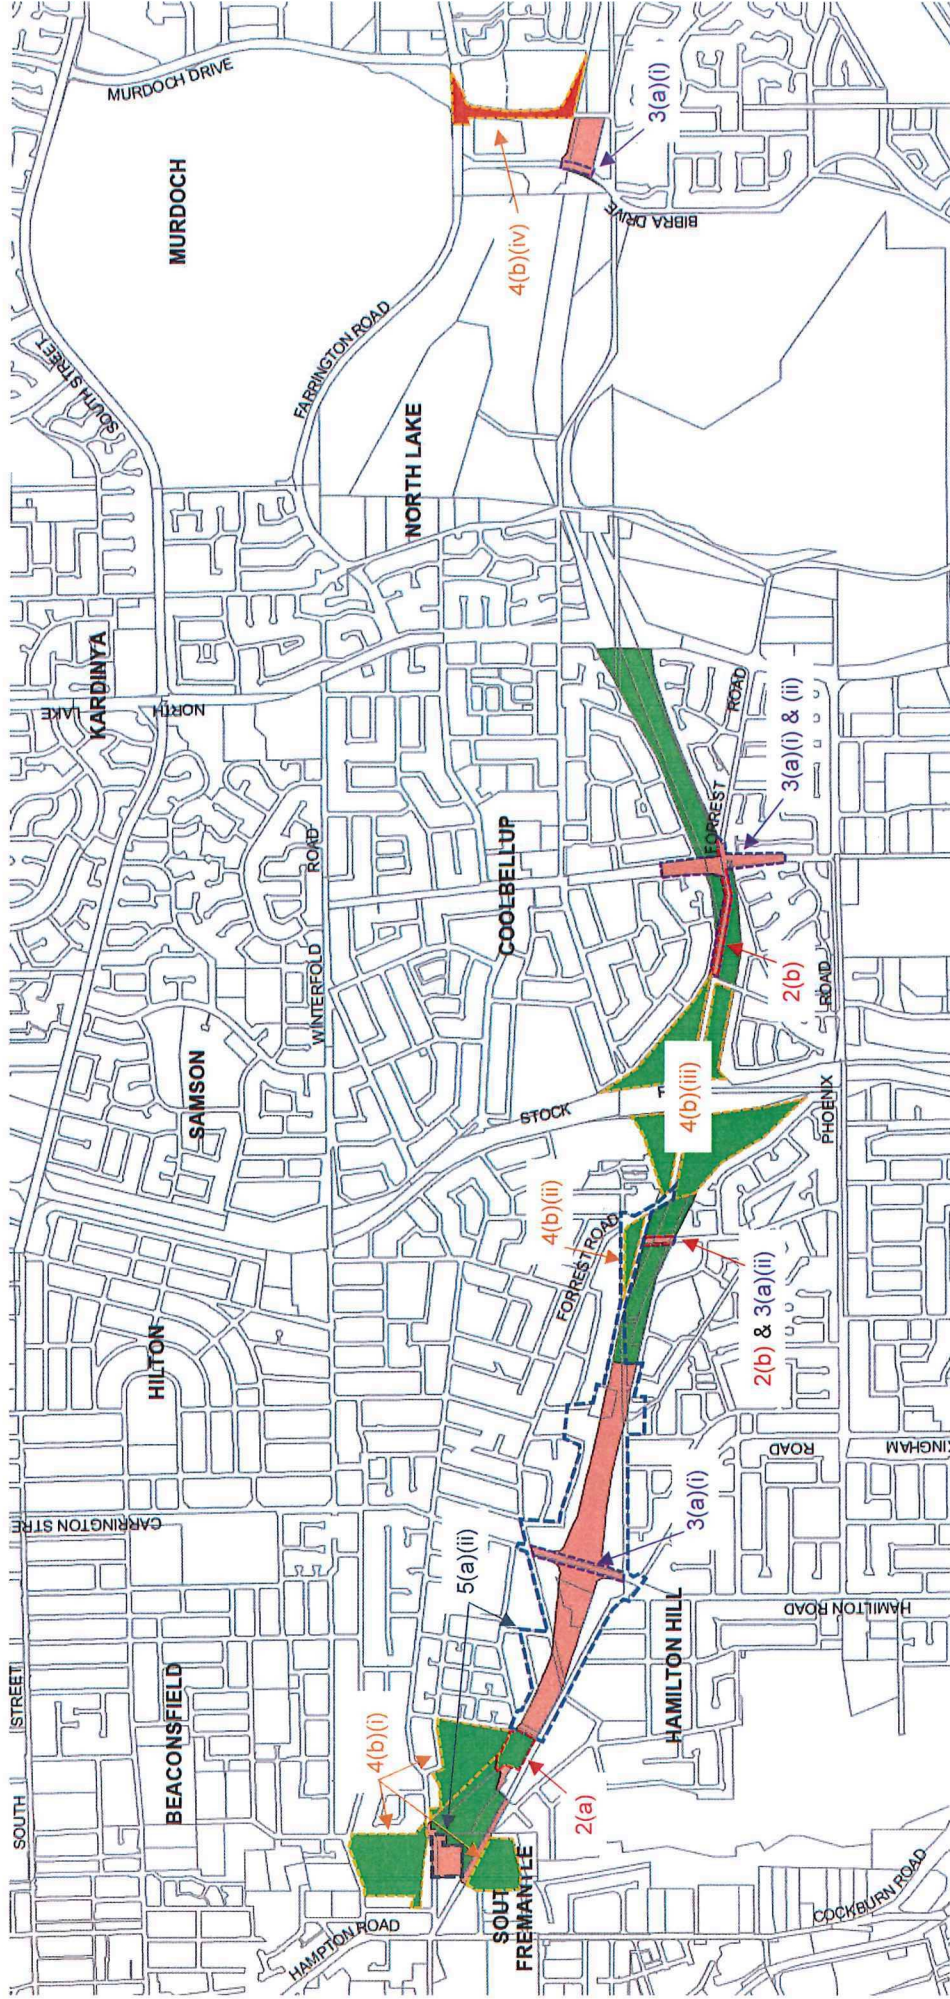 MURDOCH DRIVE
MURDOCH
3(a)(i)
4(b)(iv)
BIBRA DRIVE
SOUTH STREET
FARRINGTON ROAD
NORTH LAKE
KARDINYA
LAKE
NORTH
ROAD
3(a)(i) & (ii)
FORREST
ROAD
WINTERFOLD
COOLBELLUP
2(b)
ROAD
SAMSON
STOCK
4(b)(iii)
PHOENIX
4(b)(ii)
FORREST ROAD
2(b) & 3(a)(ii)
HILTON
ROAD
INGHAM
CARRINGTON STRE
3(a)(i)
5(a)(ii)
HAMILTON HILL
HAMILTON ROAD
STREET
SOUTH
BEACONSFIELD
4(b)(i)
2(a)
SOUT
FREMANTLE
HAMPTON ROAD
COCKBURN ROAD